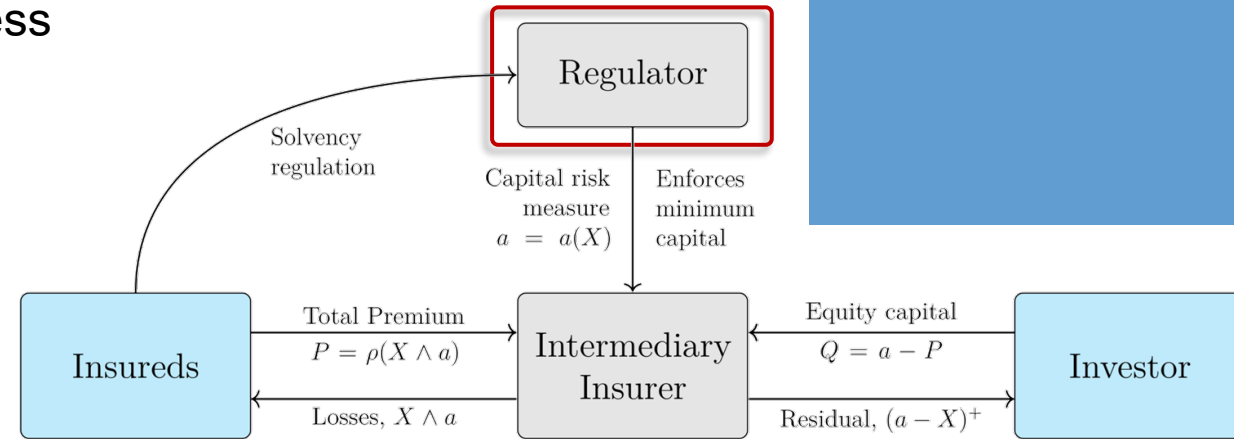 ess
Regulator
Solvency
regulation
Capital risk
measure
a = a(X)
Enforces
minimum
capital
Total Premium
P = ρ(X ∧ a)
Insureds
Losses, X ∧ a
Intermediary
Insurer
Equity capital
Q = a − P
Residual, (a − X)⁺
Investor